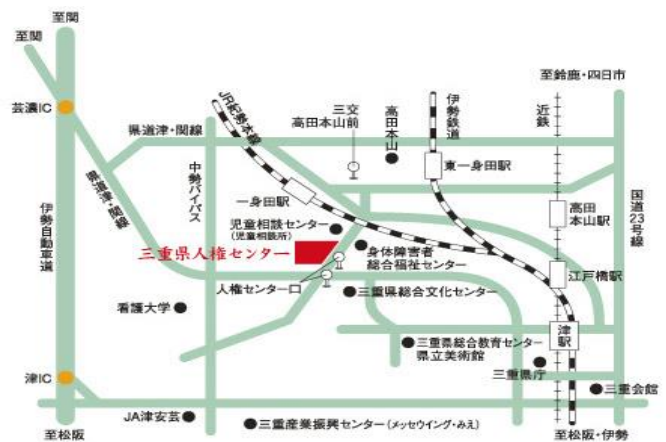 至関
至関
至鈴鹿・四日市
芸濃IC
県道津・関線
県道津・関線
伊勢自動車道
中勢バイパス
JR紀勢本線
三交
高田本山前
高田本山
伊勢鉄道
近鉄
東一身田駅
一身田駅
高田
本山駅
国道23号線
児童相談センター
(児童相談所)
三重県人権センター
身体障害者
総合福祉センター
江戸橋駅
人権センター口
三重県総合文化センター
看護大学
津駅
三重県総合教育センター
県立美術館
三重県庁
津IC
三重会館
JA津安芸
三重産業振興センター(メッセウイング・みえ)
至松阪
至松阪・伊勢